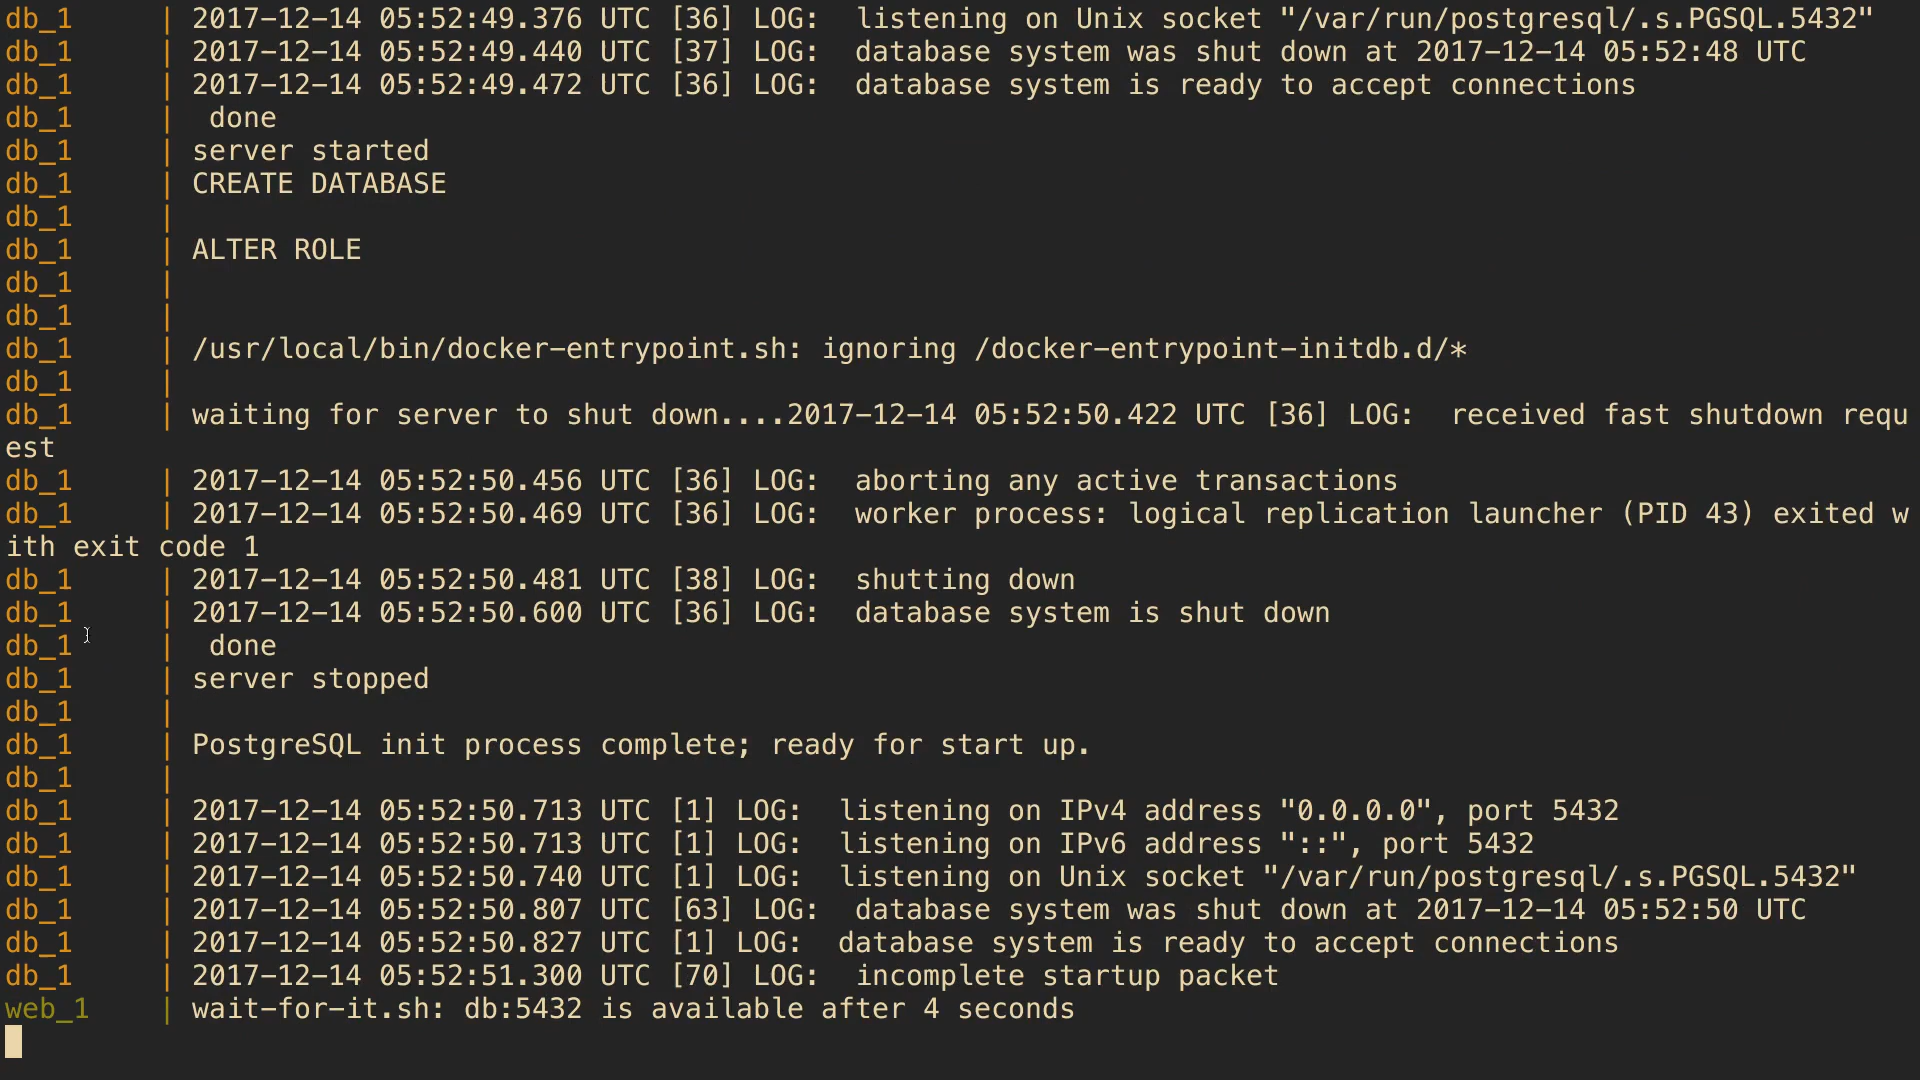 db_1 | 2017-12-14 05:52:49.376 UTC [36] LOG: listening on Unix socket "/var/run/postgresql/.s.PGSQL.5432"
db_1 | 2017-12-14 05:52:49.440 UTC [37] LOG: database system was shut down at 2017-12-14 05:52:48 UTC
db_1 | 2017-12-14 05:52:49.472 UTC [36] LOG: database system is ready to accept connections
db_1 | done
db_1 | server started
db_1 | CREATE DATABASE
db_1 |
db_1 | ALTER ROLE
db_1 |
db_1 |
db_1 | /usr/local/bin/docker-entrypoint.sh: ignoring /docker-entrypoint-initdb.d/*
db_1 |
db_1 | waiting for server to shut down....2017-12-14 05:52:50.422 UTC [36] LOG: received fast shutdown requ
est
db_1 | 2017-12-14 05:52:50.456 UTC [36] LOG: aborting any active transactions
db_1 | 2017-12-14 05:52:50.469 UTC [36] LOG: worker process: logical replication launcher (PID 43) exited w
ith exit code 1
db_1 | 2017-12-14 05:52:50.481 UTC [38] LOG: shutting down
db_1 | 2017-12-14 05:52:50.600 UTC [36] LOG: database system is shut down
db_1 | done
db_1 | server stopped
db_1 |
db_1 | PostgreSQL init process complete; ready for start up.
db_1 |
db_1 | 2017-12-14 05:52:50.713 UTC [1] LOG: listening on IPv4 address "0.0.0.0", port 5432
db_1 | 2017-12-14 05:52:50.713 UTC [1] LOG: listening on IPv6 address "::", port 5432
db_1 | 2017-12-14 05:52:50.740 UTC [1] LOG: listening on Unix socket "/var/run/postgresql/.s.PGSQL.5432"
db_1 | 2017-12-14 05:52:50.807 UTC [63] LOG: database system was shut down at 2017-12-14 05:52:50 UTC
db_1 | 2017-12-14 05:52:50.827 UTC [1] LOG: database system is ready to accept connections
db_1 | 2017-12-14 05:52:51.300 UTC [70] LOG: incomplete startup packet
web_1 | wait-for-it.sh: db:5432 is available after 4 seconds